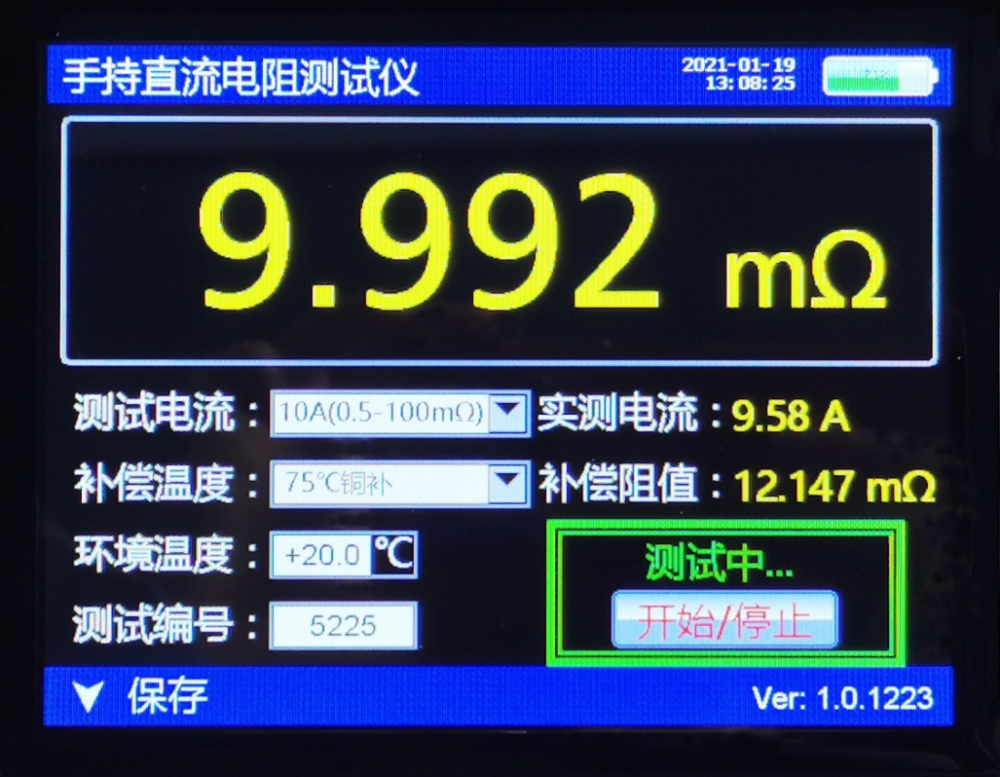 手持直流电阻测试仪
2021-01-19
13:08:25
9.992 mΩ
测试电流：10A(0.5-100mΩ) 实测电流：9.58 A
补偿温度：75℃铜补 补偿阻值：12.147 mΩ
环境温度：+20.0 ℃
测试中...
测试编号：5225
开始/停止
保存
Ver: 1.0.1223